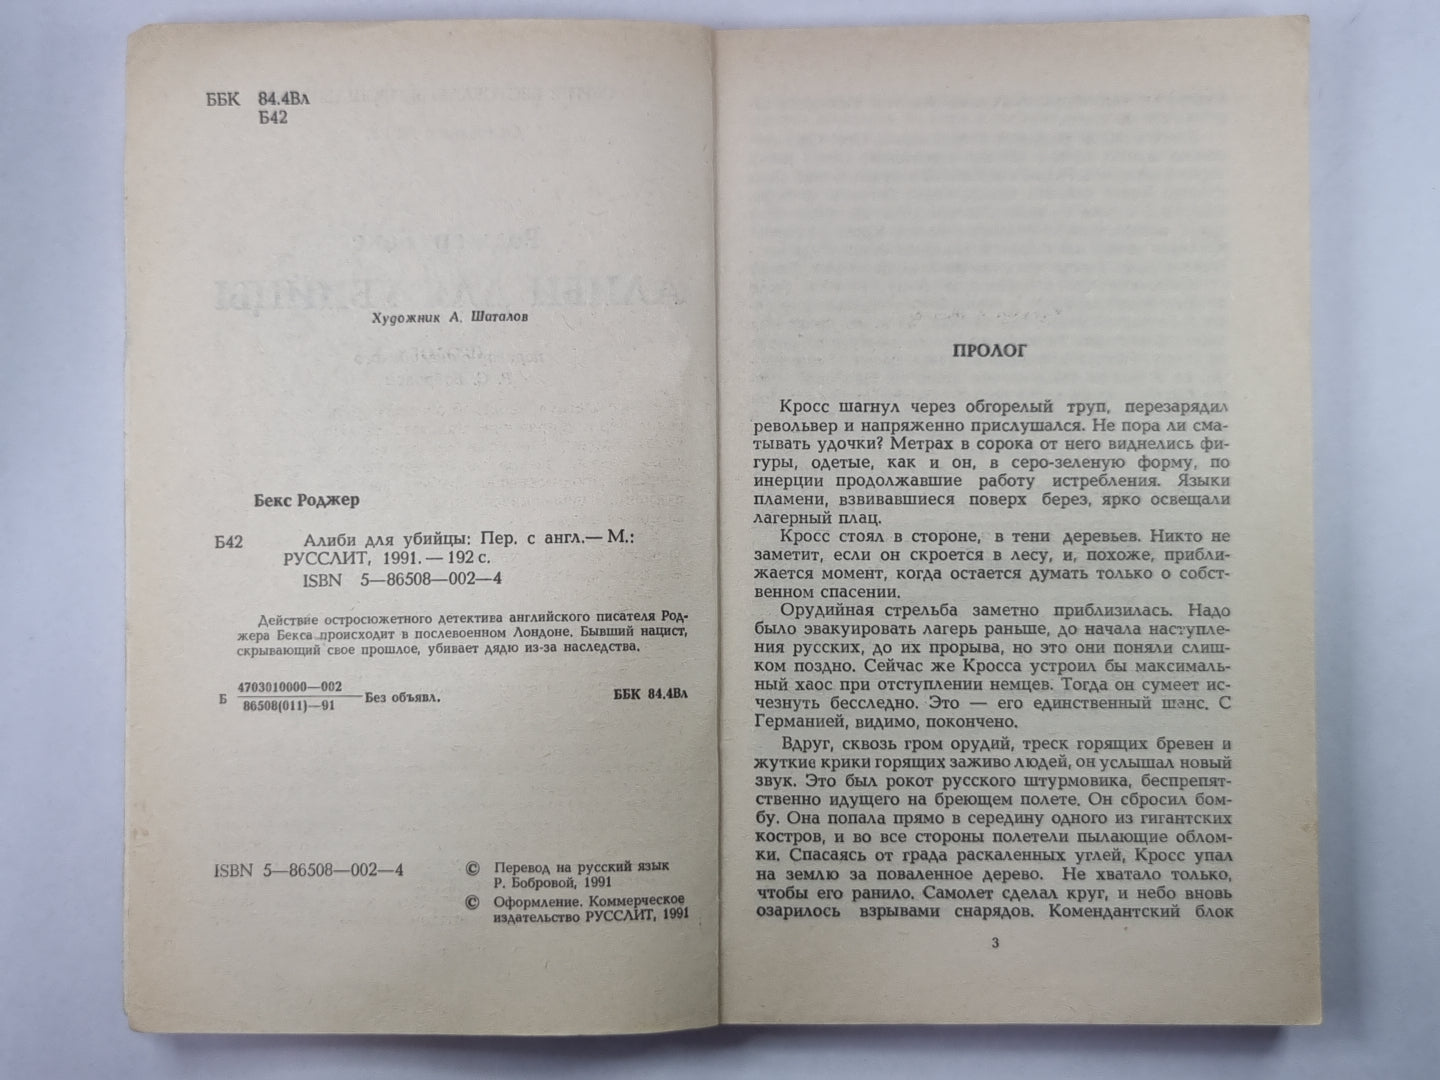 ББК 84.4Вл
Б42
Художник А. Шаталов
Бекс Роджер
Б42 Алиби для убийцы: Пер. с англ.— М.:
РУССЛИТ, 1991. — 192 с.
ISBN 5—86508—002—4
Действие остросюжетного детектива английского писателя Род-
жера Бекса происходит в послевоенном Лондоне. Бывший нацист,
скрывающий свое прошлое, убивает дядю из-за наследства.
Б 4703010000—002
86508(011)—91
Без объявл.
ББК 84.4Вл
ISBN 5—86508—002—4
© Перевод на русский язык
Р. Бобровой, 1991
© Оформление. Коммерческое
издательство РУССЛИТ, 1991
ПРОЛОГ
Кросс шагнул через обгорелый труп, перезарядил
револьвер и напряженно прислушался. Не пора ли сма-
тывать удочки? Метрах в сорока от него виднелись фи-
гуры, одетые, как и он, в серо-зеленую форму, по
инерции продолжавшие работу истребления. Языки
пламени, взвивавшиеся поверх берез, ярко освещали
лагерный плац.
Кросс стоял в стороне, в тени деревьев. Никто не
заметит, если он скроется в лесу, и, похоже, прибли-
жается момент, когда остается думать только о собст-
венном спасении.
Орудийная стрельба заметно приблизилась. Надо
было эвакуировать лагерь раньше, до начала наступле-
ния русских, до их прорыва, но это они поняли слиш-
ком поздно. Сейчас же Кросса устроил бы максималь-
ный хаос при отступлении немцев. Тогда он сумеет ис-
чезнуть бесследно. Это — его единственный шанс. С
Германией, видимо, покончено.
Вдруг, сквозь гром орудий, треск горящих бревен и
жуткие крики горящих заживо людей, он услышал новый
звук. Это был рокот русского штурмовика, беспрепят-
ственно идущего на бреющем полете. Он сбросил бом-
бу. Она попала прямо в середину одного из гигантских
костров, и во все стороны полетели пылающие облом-
ки. Спасаясь от града раскаленных углей, Кросс упал
на землю за поваленное дерево. Не хватало только,
чтобы его ранило. Самолет сделал круг, и небо вновь
озарилось взрывами снарядов. Комендантский блок
3